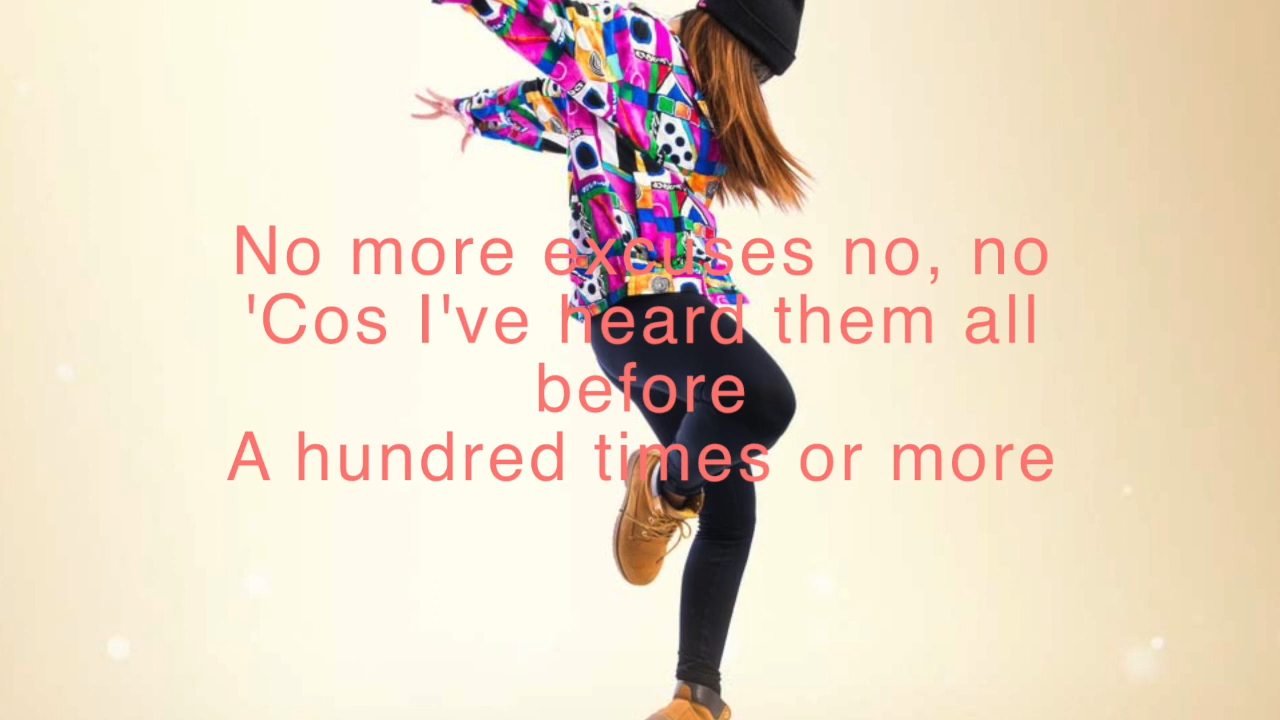 No more excuses no, no
'Cos I've heard them all
before
A hundred times or more